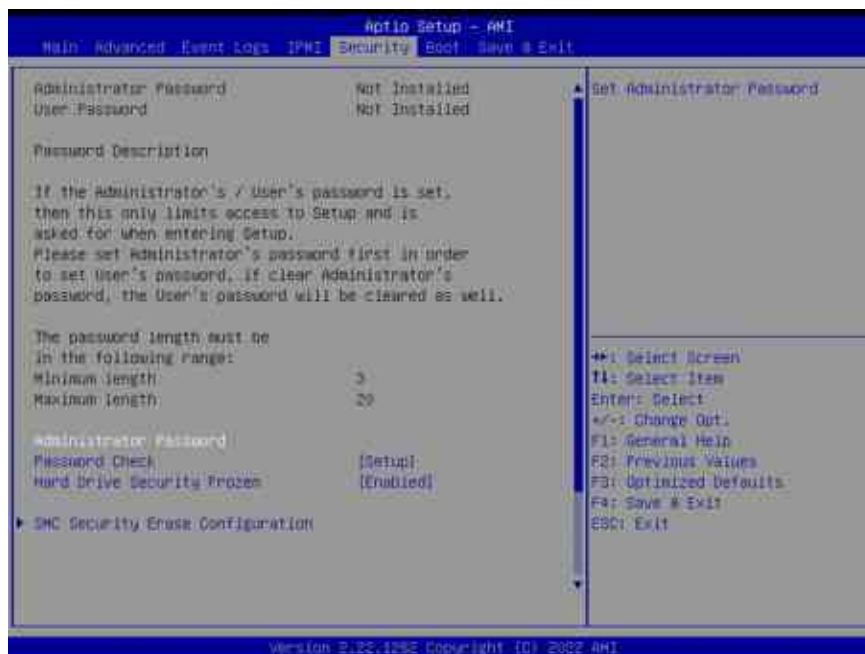 Aptio Setup - AMI
Main Advanced Event Logs IPMI Security Boot Save & Exit
Administrator Password Not Installed
User Password Not Installed
Password Description
If the Administrator's / User's password is set,
then this only limits access to Setup and is
asked for when entering Setup.
Please set Administrator's password first in order
to set User's password, if clear Administrator's
password, the User's password will be cleared as well.
The password length must be
in the following range:
Minimum length 3
Maximum length 20
Administrator Password
Password Check [Setup]
Hard Drive Security Frozen [Enabled]
SMC Security Erase Configuration
Set Administrator Password
→←: Select Screen
↑↓: Select Item
Enter: Select
+/-: Change Opt.
F1: General Help
F2: Previous Values
F3: Optimized Defaults
F4: Save & Exit
ESC: Exit
Version 2.22.1282 Copyright (C) 2022 AMI